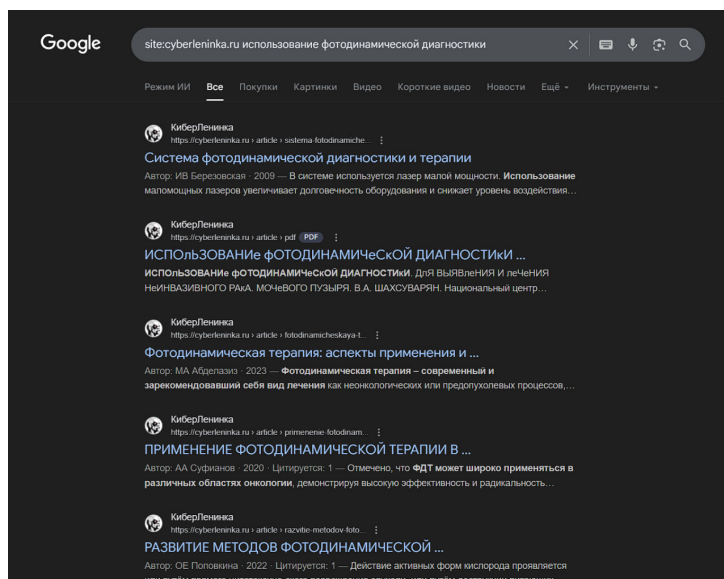 Google
site:cyberleninka.ru использование фотодинамической диагностики
Режим ИИ Все Покупки Картинки Видео Короткие видео Новости Ещё Инструменты
КиберЛенинка
https://cyberleninka.ru › article › sistema-fotodinamiche...
Система фотодинамической диагностики и терапии
Автор: ИВ Березовская · 2009 — В системе используется лазер малой мощности. Использование
маломощных лазеров увеличивает долговечность оборудования и снижает уровень воздействия...
КиберЛенинка
https://cyberleninka.ru › article › pdf PDF
ИСПОлЬЗОВАНИе фОТОДИНАМИЧеСкОЙ ДИАГНОСТИкИ ...
ИСПОлЬЗОВАНИе фОТОДИНАМИЧеСкОЙ ДИАГНОСТИкИ. ДлЯ ВЫЯВлеНИЯ И леЧеНИЯ
НеИНВАЗИВНОГО РАкА. МОЧеВОГО ПУЗЫРЯ. В.А. ШАХСУВАРЯН. Национальный центр...
КиберЛенинка
https://cyberleninka.ru › article › fotodinamicheskaya-t...
Фотодинамическая терапия: аспекты применения и ...
Автор: МА Абделазиз · 2023 — Фотодинамическая терапия – современный и
зарекомендовавший себя вид лечения как неонкологических или предопухолевых процессов,...
КиберЛенинка
https://cyberleninka.ru › article › primenenie-fotodinam...
ПРИМЕНЕНИЕ ФОТОДИНАМИЧЕСКОЙ ТЕРАПИИ В ...
Автор: АА Суфианов · 2020 · Цитируется: 1 — Отмечено, что ФДТ может широко применяться в
различных областях онкологии, демонстрируя высокую эффективность и радикальность...
КиберЛенинка
https://cyberleninka.ru › article › razvitie-metodov-foto...
РАЗВИТИЕ МЕТОДОВ ФОТОДИНАМИЧЕСКОЙ ...
Автор: ОЕ Поповкина · 2022 · Цитируется: 1 — Действие активных форм кислорода проявляется